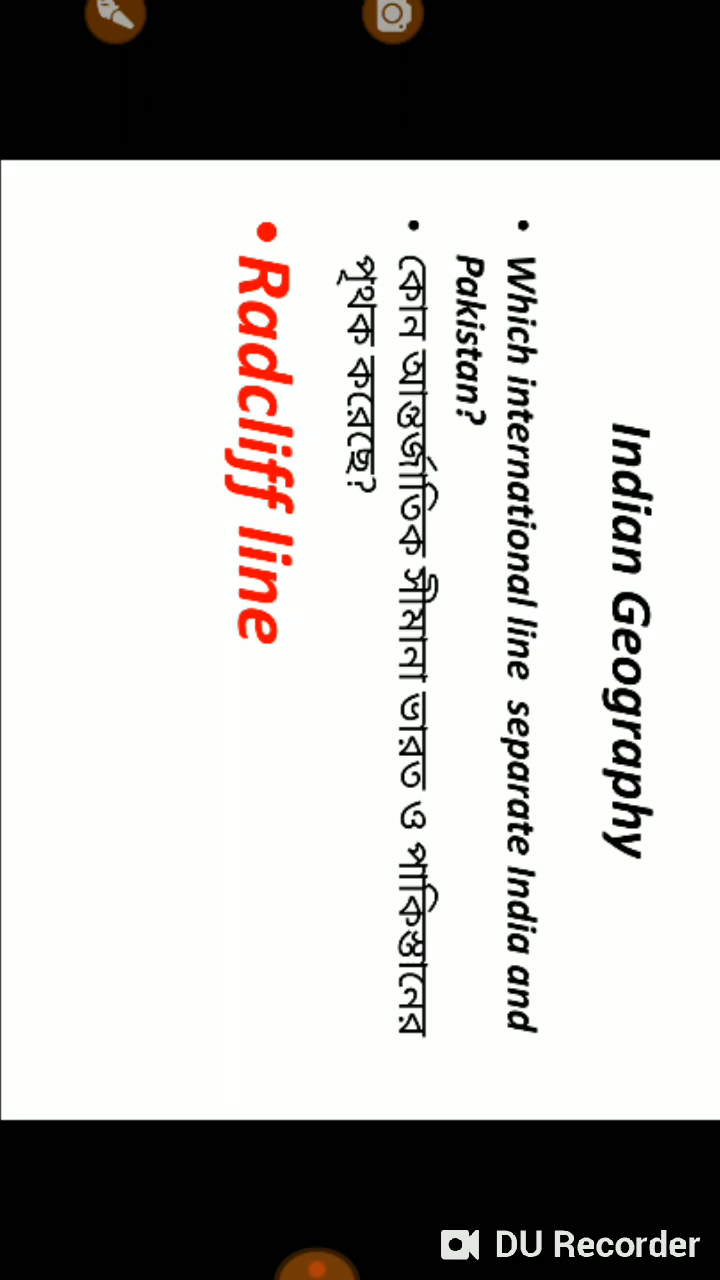 Indian Geography
• Which international line separate India and
Pakistan?
• কোন আন্তর্জাতিক সীমানা ভারত ও পাকিস্তানের
পৃথক করেছে?
• Radcliff line
DU Recorder